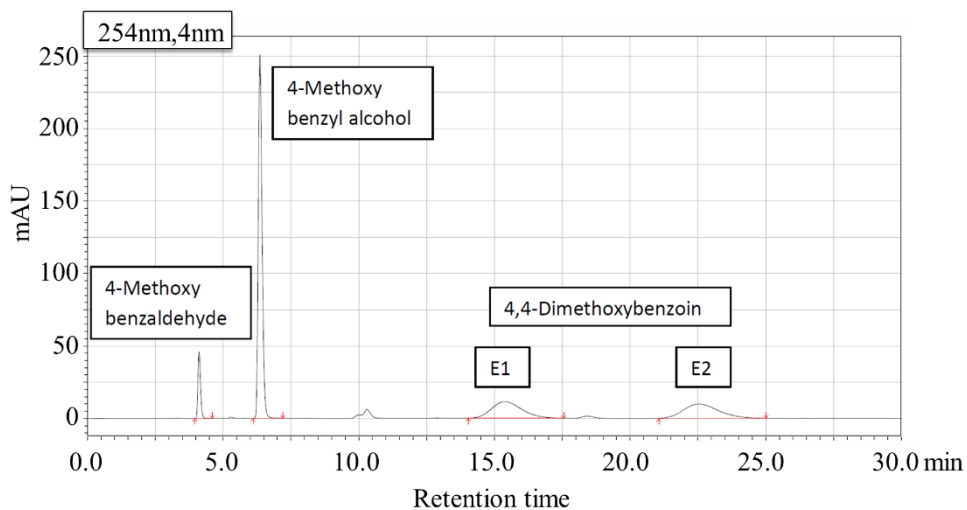 254nm,4nm
250
200
150
100
50
0
mAU
4-Methoxy
benzyl alcohol
4-Methoxy
benzaldehyde
4,4-Dimethoxybenzoin
E1
E2
0.0
5.0
10.0
15.0
20.0
25.0
30.0 min
Retention time